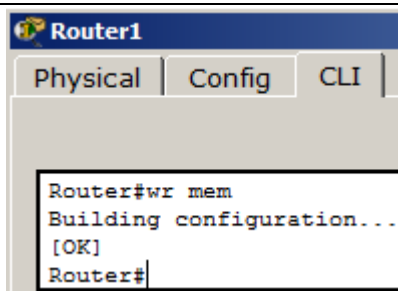 Router1
Physical Config CLI
Router#wr mem
Building configuration...
[OK]
Router#